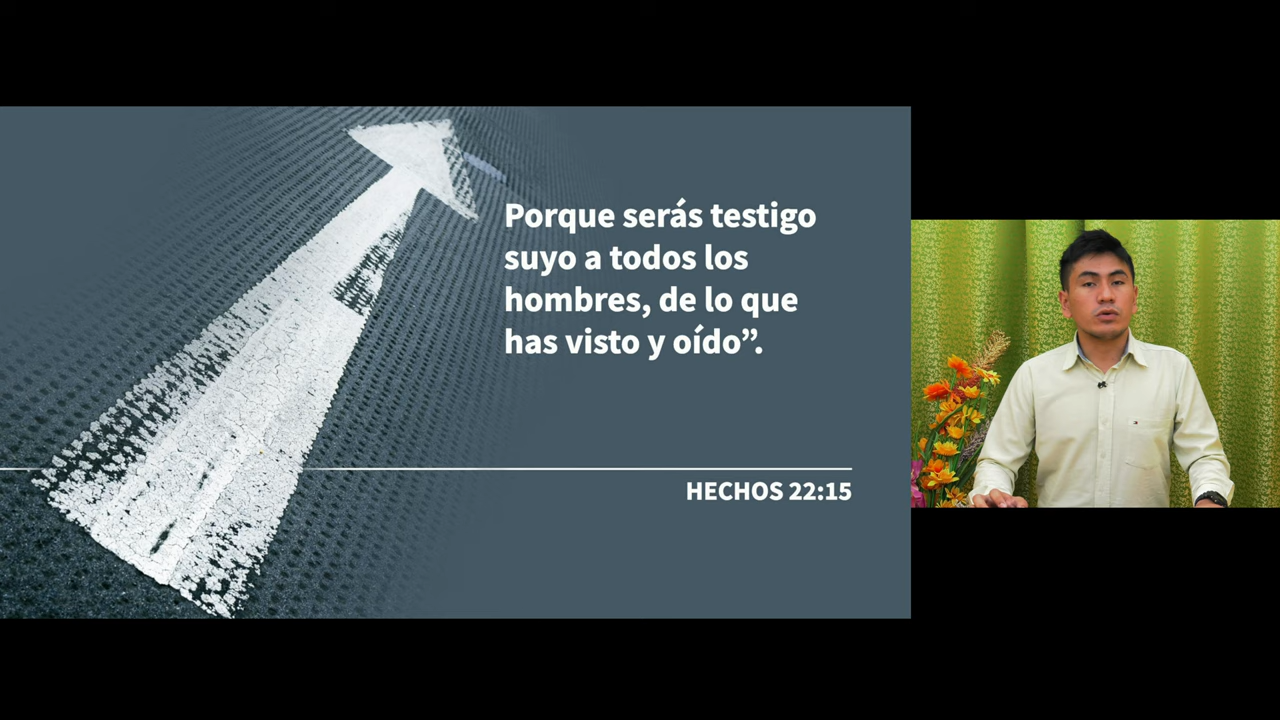 Porque serás testigo
suyo a todos los
hombres, de lo que
has visto y oído”.
HECHOS 22:15